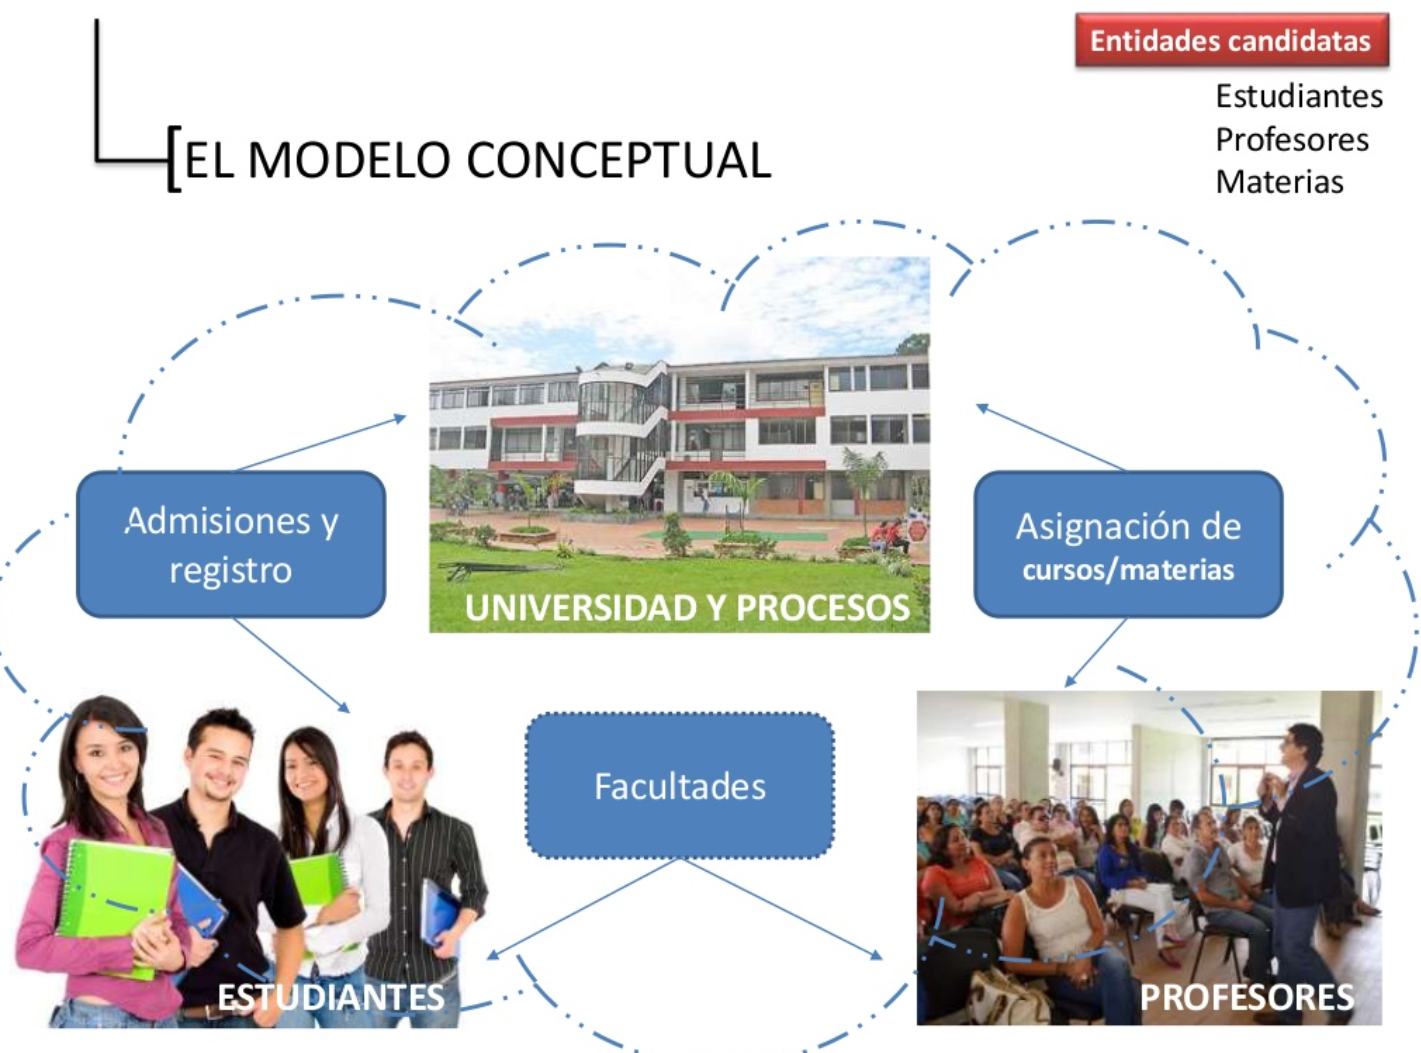 Entidades candidatas
Estudiantes
Profesores
Materias
EL MODELO CONCEPTUAL
Admisiones y
registro
UNIVERSIDAD Y PROCESOS
Asignación de
cursos/materias
Facultades
ESTUDIANTES
PROFESORES